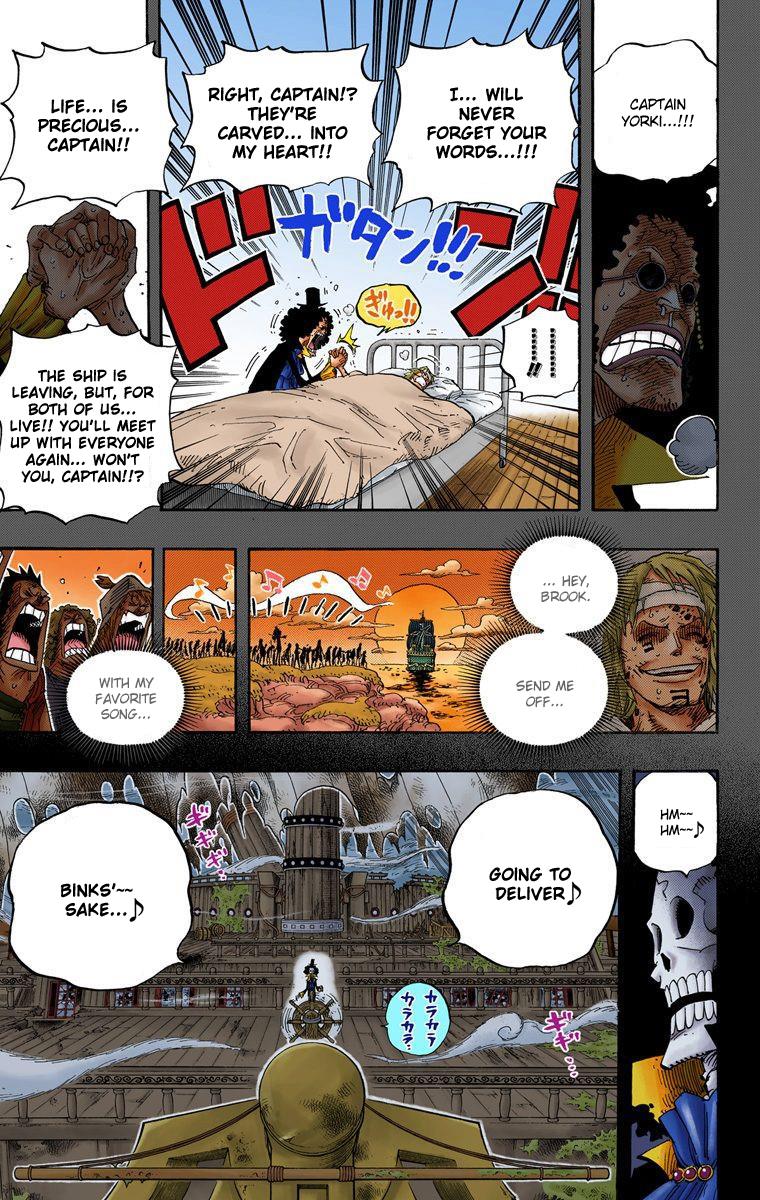 CAPTAIN
YORKI...!!!
I... WILL
NEVER
FORGET YOUR
WORDS...!!!
RIGHT, CAPTAIN!?
THEY'RE
CARVED... INTO
MY HEART!!
ドン!!
ガタン!!!
ぎゅっ!!
!!!
LIFE... IS
PRECIOUS...
CAPTAIN!!
THE SHIP IS
LEAVING, BUT, FOR
BOTH OF US...
LIVE!! YOU'LL MEET
UP WITH EVERYONE
AGAIN... WON'T
YOU, CAPTAIN!!?
... HEY,
BROOK.
SEND ME
OFF...
WITH MY
FAVORITE
SONG...
HM~~
HM~~♪
GOING TO
DELIVER♪
BINKS'~~
SAKE...♪
ギギギ...
カラカラ
カラカラ..
ギギ...